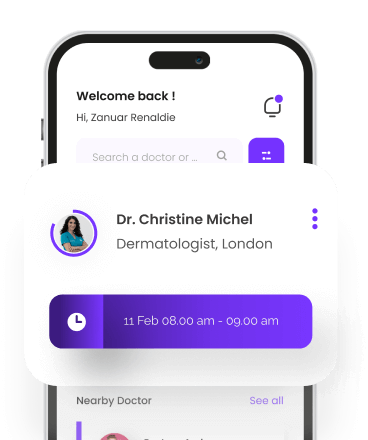 Welcome back !
Hi, Zanuar Renaldie
Search a doctor or ...
Dr. Christine Michel
Dermatologist, London
11 Feb 08.00 am - 09.00 am
Nearby Doctor
See all